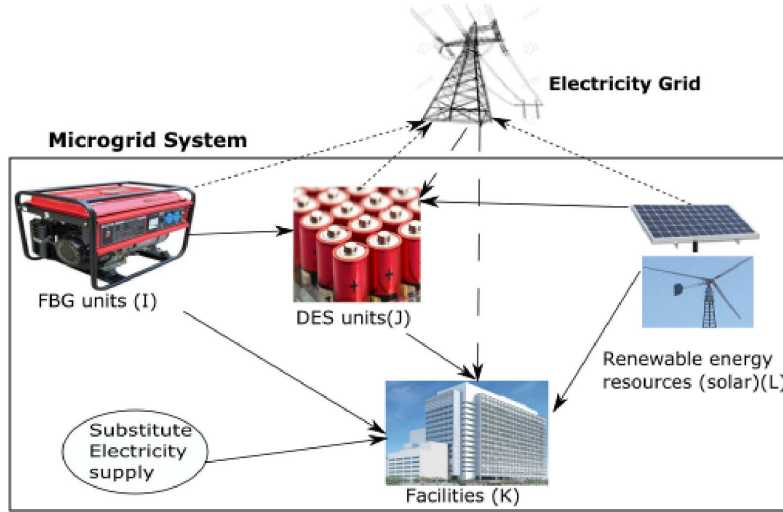 Electricity Grid
Microgrid System
FBG units (I)
DES units(J)
Renewable energy
resources (solar)(L)
Substitute
Electricity
supply
Facilities (K)